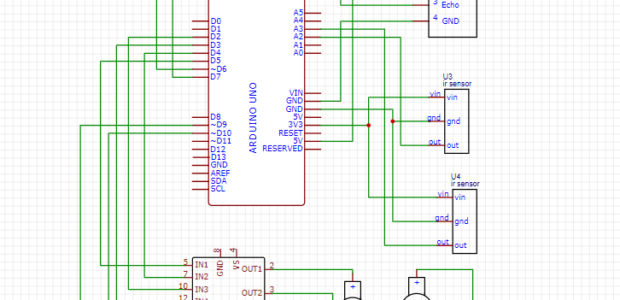 A5
A4
A3
A2
A1
A0
D0
D1
D2
D3
D4
D5
~D6
D7
3 Echo
4 GND
ARDUINO UNO
VIN
GND
GND
5V
3V3
RESET
5V
RESERVED
D8
~D9
~D10
~D11
D12
D13
GND
AREF
SDA
SCL
U3
ir sensor
vin vin
gnd gnd
out out
U4
ir sensor
vin vin
gnd gnd
out out
8 4
GND VS
5 IN1
7 IN2
10 IN3
12
OUT1 2
OUT2 3
+
+